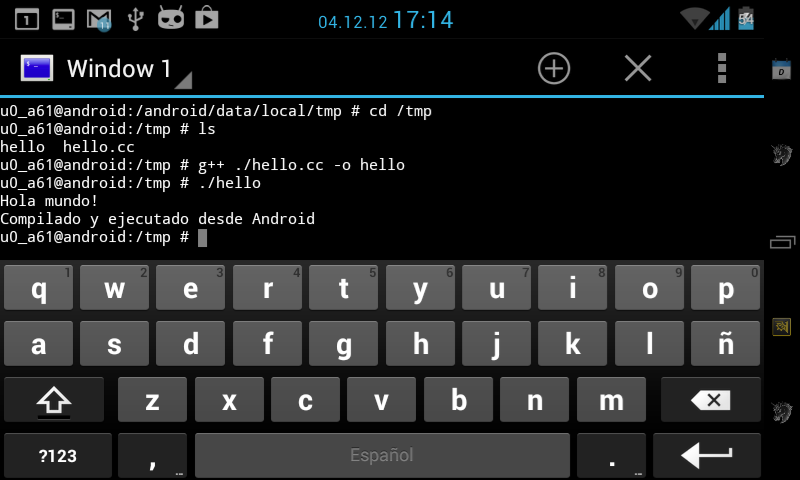 1
11
04.12.12 17:14
54
Window 1
D
u0_a61@android:/android/data/local/tmp # cd /tmp
u0_a61@android:/tmp # ls
hello  hello.cc
u0_a61@android:/tmp # g++ ./hello.cc -o hello
u0_a61@android:/tmp # ./hello
Hola mundo!
Compilado y ejecutado desde Android
u0_a61@android:/tmp #
1 2 3 4 5 6 7 8 9 0
q w e r t y u i o p
a s d f g h j k l ñ
z x c v b n m
?123 , ... Español . ...